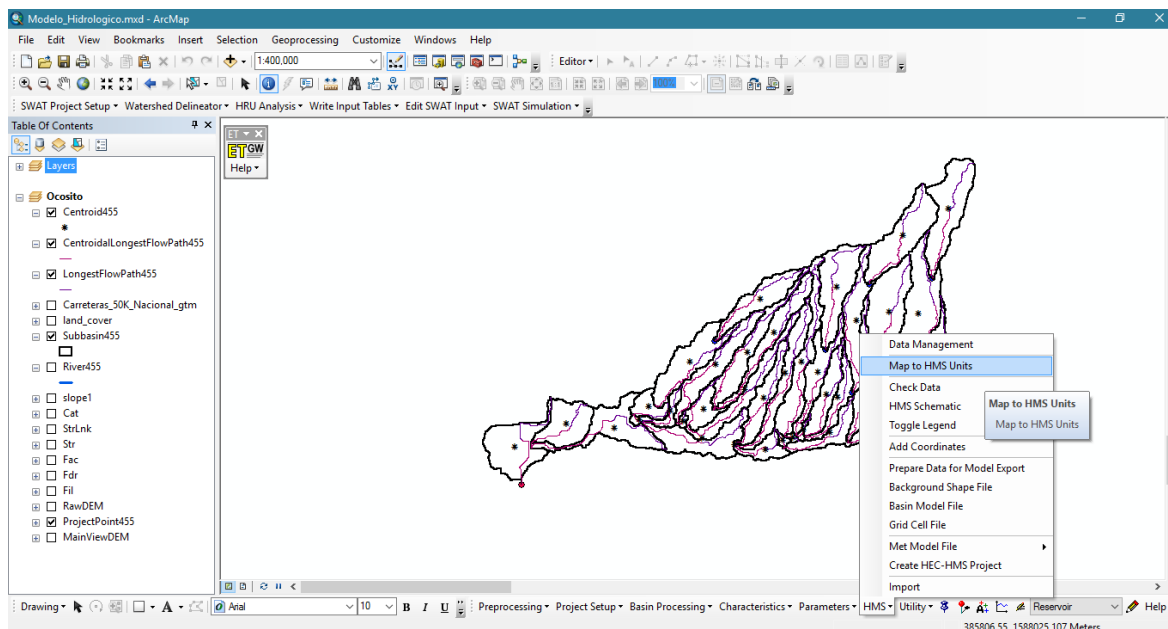 Modelo_Hidrologico.mxd - ArcMap
File Edit View Bookmarks Insert Selection Geoprocessing Customize Windows Help
1:400,000 Editor
100%
SWAT Project Setup Watershed Delineator HRU Analysis Write Input Tables Edit SWAT Input SWAT Simulation
Table Of Contents
Layers
Ocosito
Centroid455
CentroidalLongestFlowPath455
LongestFlowPath455
Carreteras_50K_Nacional_gtm
land_cover
Subbasin455
River455
slope1
Cat
StrLnk
Str
Fac
Fdr
Fil
RawDEM
ProjectPoint455
MainViewDEM
ET
ET GW
Help
Data Management
Map to HMS Units
Check Data
HMS Schematic
Toggle Legend
Add Coordinates
Prepare Data for Model Export
Background Shape File
Basin Model File
Grid Cell File
Met Model File
Create HEC-HMS Project
Import
Map to HMS Units
Map to HMS Units
Drawing A Arial 10 B I U Preprocessing Project Setup Basin Processing Characteristics Parameters HMS Utility Reservoir Help
385806.55 1588025.107 Meters